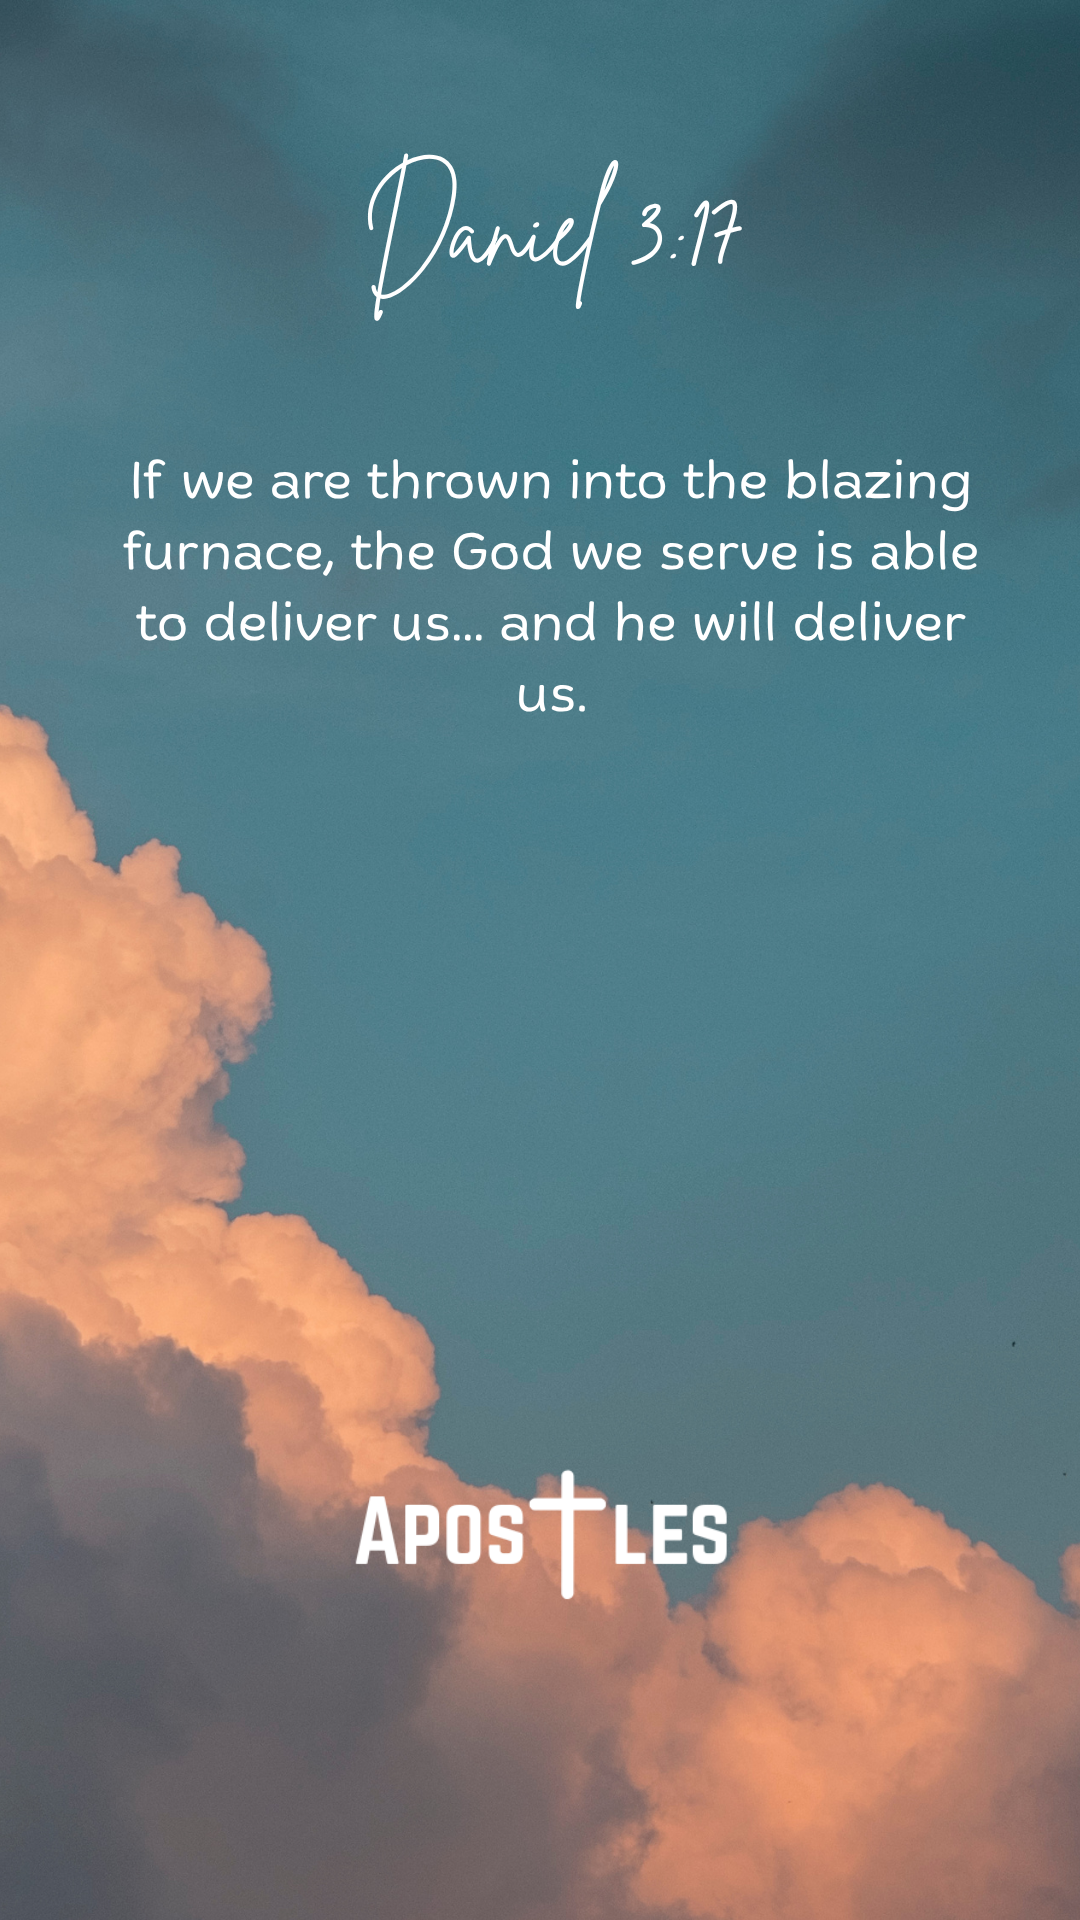 Daniel 3:17
If we are thrown into the blazing
furnace, the God we serve is able
to deliver us... and he will deliver
us.
APOSTLES